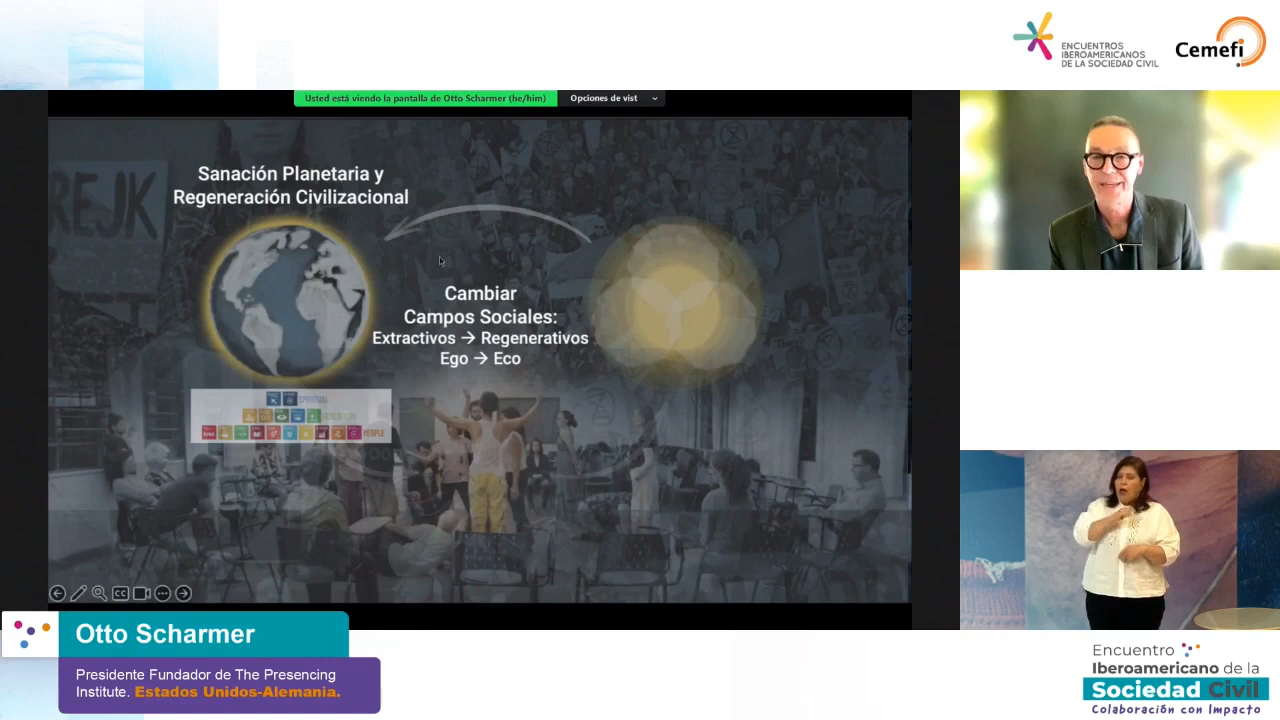 ENCUENTROS
IBEROAMERICANOS
DE LA SOCIEDAD CIVIL
Cemefi
Usted está viendo la pantalla de Otto Scharmer (he/him)
Opciones de vist
REJK
Sanación Planetaria y
Regeneración Civilizacional
Cambiar
Campos Sociales:
Extractivos → Regenerativos
Ego → Eco
PEOPLE
CC
Otto Scharmer
Presidente Fundador de The Presencing
Institute. Estados Unidos-Alemania.
Encuentro
Iberoamericano de la
Sociedad Civil
Colaboración con Impacto